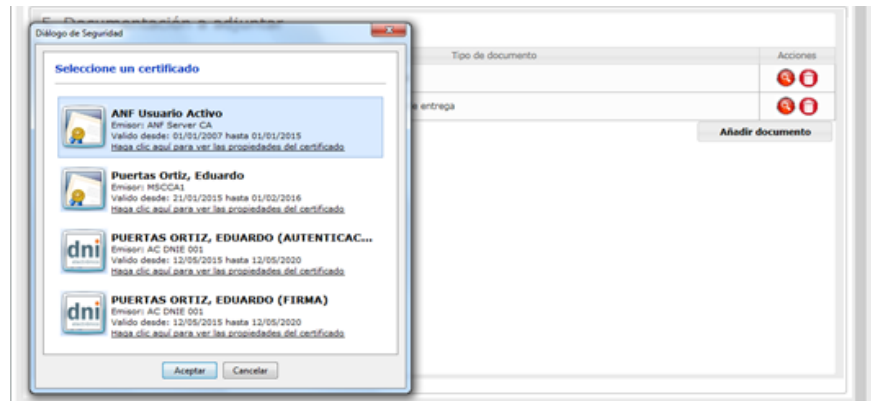 5. Documentación a adjuntar
Diálogo de Seguridad
Seleccione un certificado
ANF Usuario Activo
Emisor: ANF Server CA
Valido desde: 01/01/2007 hasta 01/01/2015
Haga clic aquí para ver las propiedades del certificado
Puertas Ortiz, Eduardo
Emisor: MSCCA1
Valido desde: 21/01/2015 hasta 01/02/2016
Haga clic aquí para ver las propiedades del certificado
dni
PUERTAS ORTIZ, EDUARDO (AUTENTICAC...
Emisor: AC DNIE 001
Valido desde: 12/05/2015 hasta 12/05/2020
Haga clic aquí para ver las propiedades del certificado
dni
PUERTAS ORTIZ, EDUARDO (FIRMA)
Emisor: AC DNIE 001
Valido desde: 12/05/2015 hasta 12/05/2020
Haga clic aquí para ver las propiedades del certificado
Aceptar Cancelar
Tipo de documento Acciones
e entrega
Añadir documento